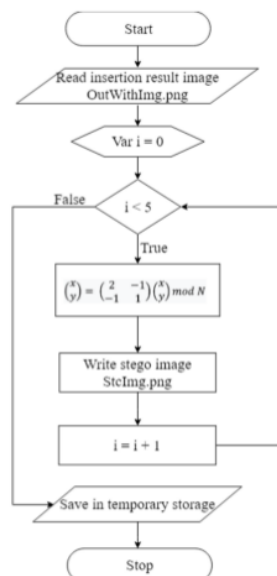 Start
Read insertion result image
OutWithImg.png
Var i = 0
False
i < 5
True
(x y) = (2 -1 -1 1)(x y) mod N
Write stego image
StcImg.png
i = i + 1
Save in temporary storage
Stop